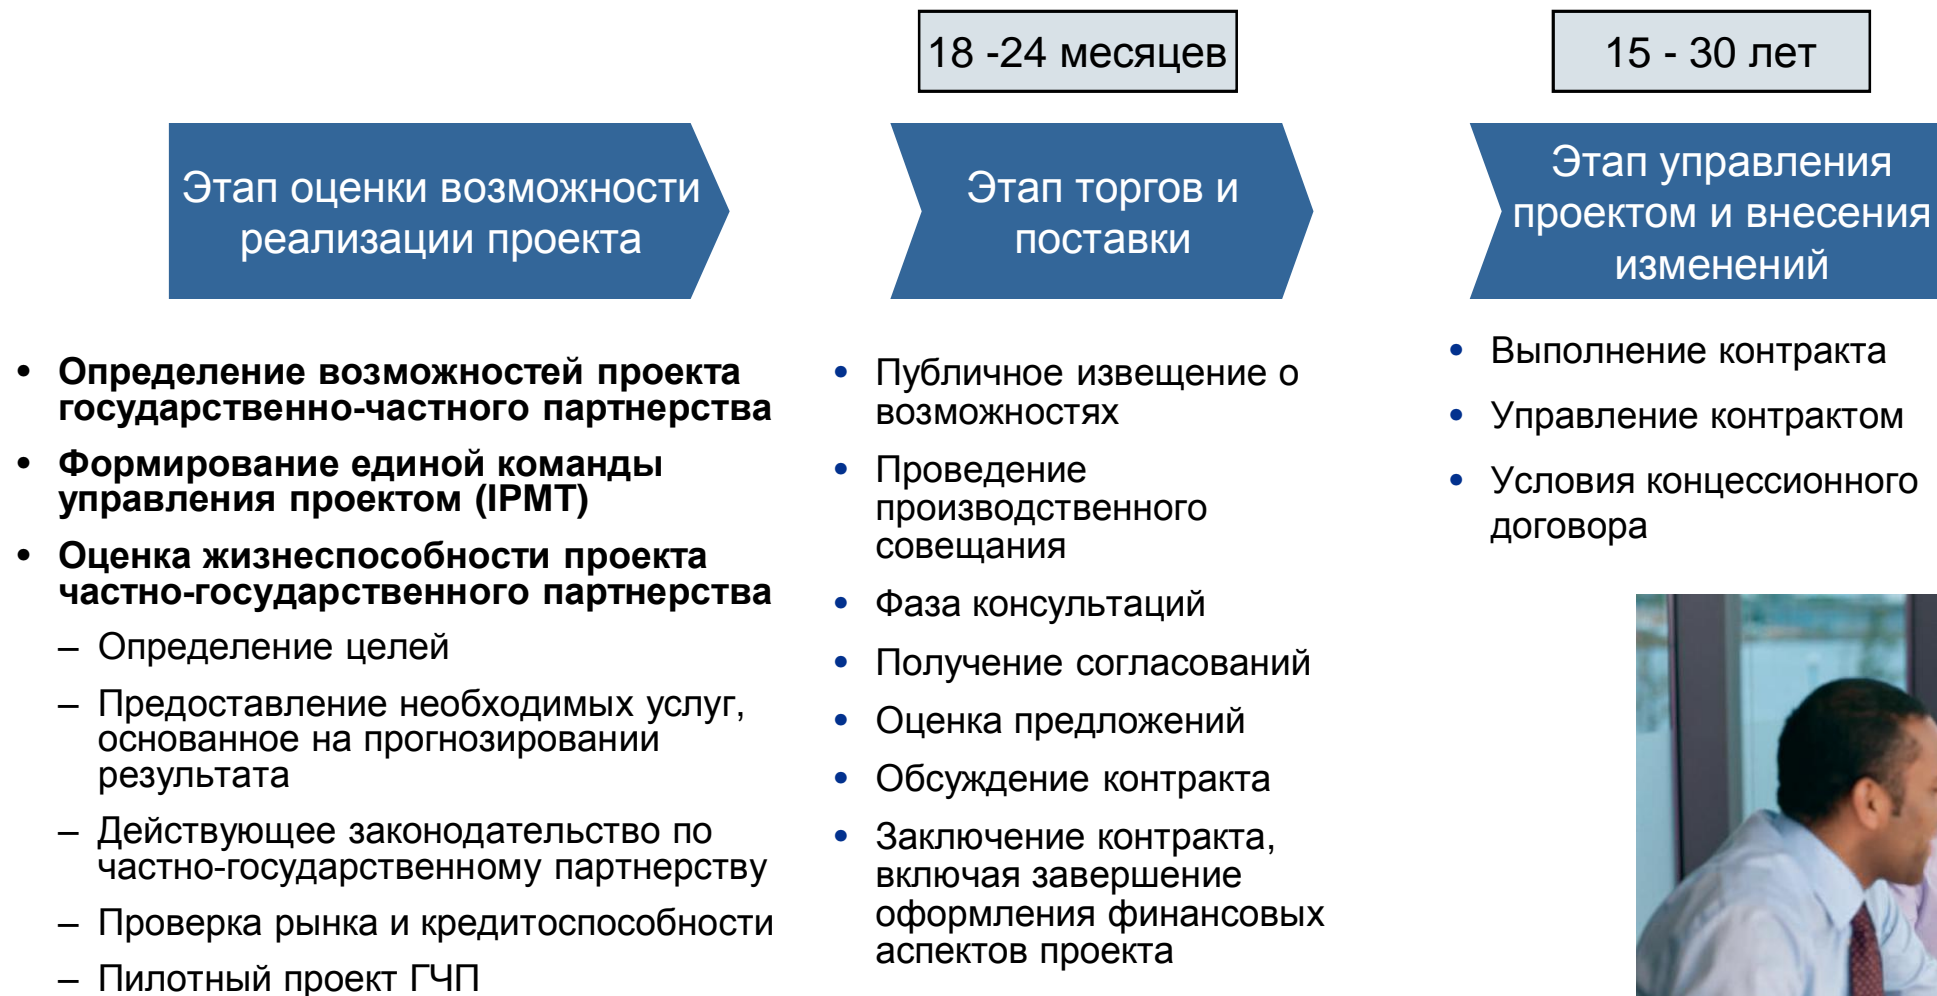 18 -24 месяцев
15 - 30 лет
Этап оценки возможности
реализации проекта
Этап торгов и
поставки
Этап управления
проектом и внесения
изменений
• Определение возможностей проекта
государственно-частного партнерства
• Формирование единой команды
управления проектом (IPMT)
• Оценка жизнеспособности проекта
частно-государственного партнерства
– Определение целей
– Предоставление необходимых услуг,
основанное на прогнозировании
результата
– Действующее законодательство по
частно-государственному партнерству
– Проверка рынка и кредитоспособности
– Пилотный проект ГЧП
• Публичное извещение о
возможностях
• Проведение
производственного
совещания
• Фаза консультаций
• Получение согласований
• Оценка предложений
• Обсуждение контракта
• Заключение контракта,
включая завершение
оформления финансовых
аспектов проекта
• Выполнение контракта
• Управление контрактом
• Условия концессионного
договора